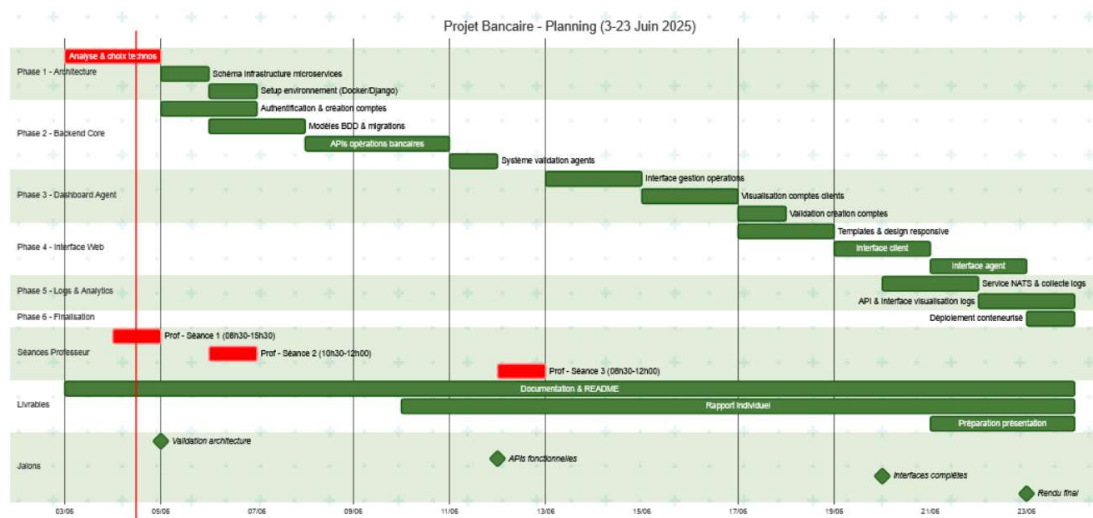 Projet Bancaire - Planning (3-23 Juin 2025)
Analyse & choix technos
Phase 1 - Architecture
Schéma infrastructure microservices
Setup environnement (Docker/Django)
Authentification & création comptes
Modèles BDD & migrations
Phase 2 - Backend Core
APIs opérations bancaires
Système validation agents
Interface gestion opérations
Phase 3 - Dashboard Agent
Visualisation comptes clients
Validation création comptes
Templates & design responsive
Phase 4 - Interface Web
Interface client
Interface agent
Service NATS & collecte logs
Phase 5 - Logs & Analytics
API & Interface visualisation logs
Phase 6 - Finalisation
Déploiement conteneurisé
Prof - Séance 1 (08h30-15h30)
Séances Professeur
Prof - Séance 2 (10h30-12h00)
Prof - Séance 3 (08h30-12h00)
Documentation & README
Livrables
Rapport individuel
Préparation présentation
Validation architecture
APIs fonctionnelles
Jalons
Interfaces complètes
Rendu final
03/06 05/06 07/06 09/06 11/06 13/06 15/06 17/06 19/06 21/06 23/06